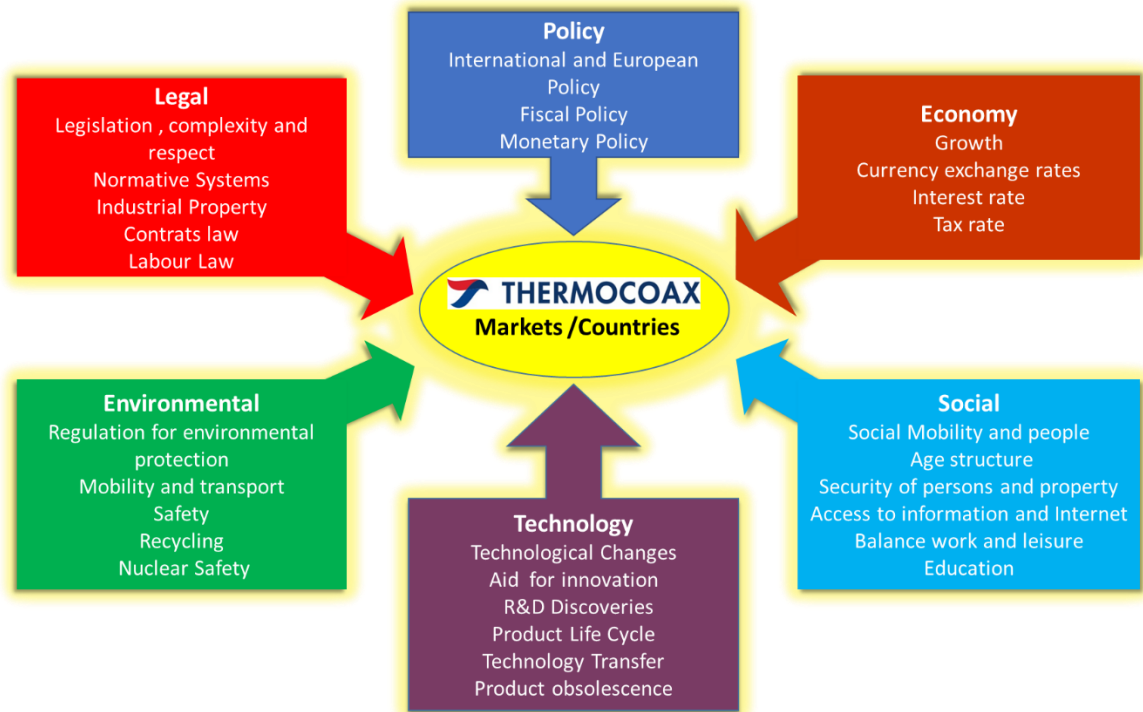 Policy
International and European
Policy
Fiscal Policy
Monetary Policy
Legal
Legislation , complexity and
respect
Normative Systems
Industrial Property
Contrats law
Labour Law
Economy
Growth
Currency exchange rates
Interest rate
Tax rate
THERMOCOAX
Markets /Countries
Environmental
Regulation for environmental
protection
Mobility and transport
Safety
Recycling
Nuclear Safety
Technology
Technological Changes
Aid for innovation
R&D Discoveries
Product Life Cycle
Technology Transfer
Product obsolescence
Social
Social Mobility and people
Age structure
Security of persons and property
Access to information and Internet
Balance work and leisure
Education